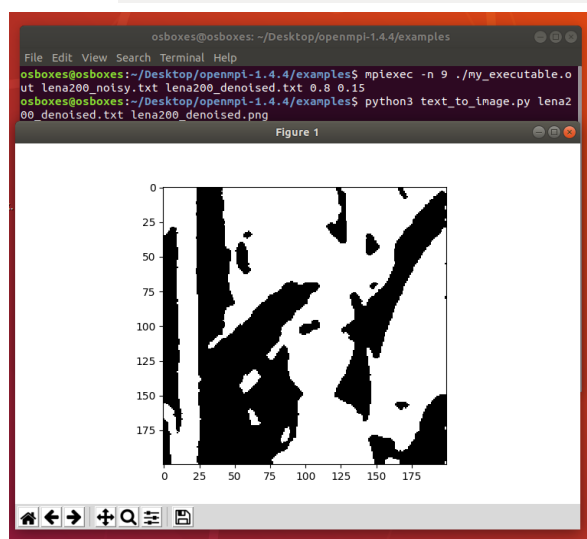 osboxes@osboxes: ~/Desktop/openmpi-1.4.4/examples
File Edit View Search Terminal Help
osboxes@osboxes:~/Desktop/openmpi-1.4.4/examples$ mpiexec -n 9 ./my_executable.o
ut lena200_noisy.txt lena200_denoised.txt 0.8 0.15
osboxes@osboxes:~/Desktop/openmpi-1.4.4/examples$ python3 text_to_image.py lena2
00_denoised.txt lena200_denoised.png
Figure 1
0
25
50
75
100
125
150
175
0 25 50 75 100 125 150 175